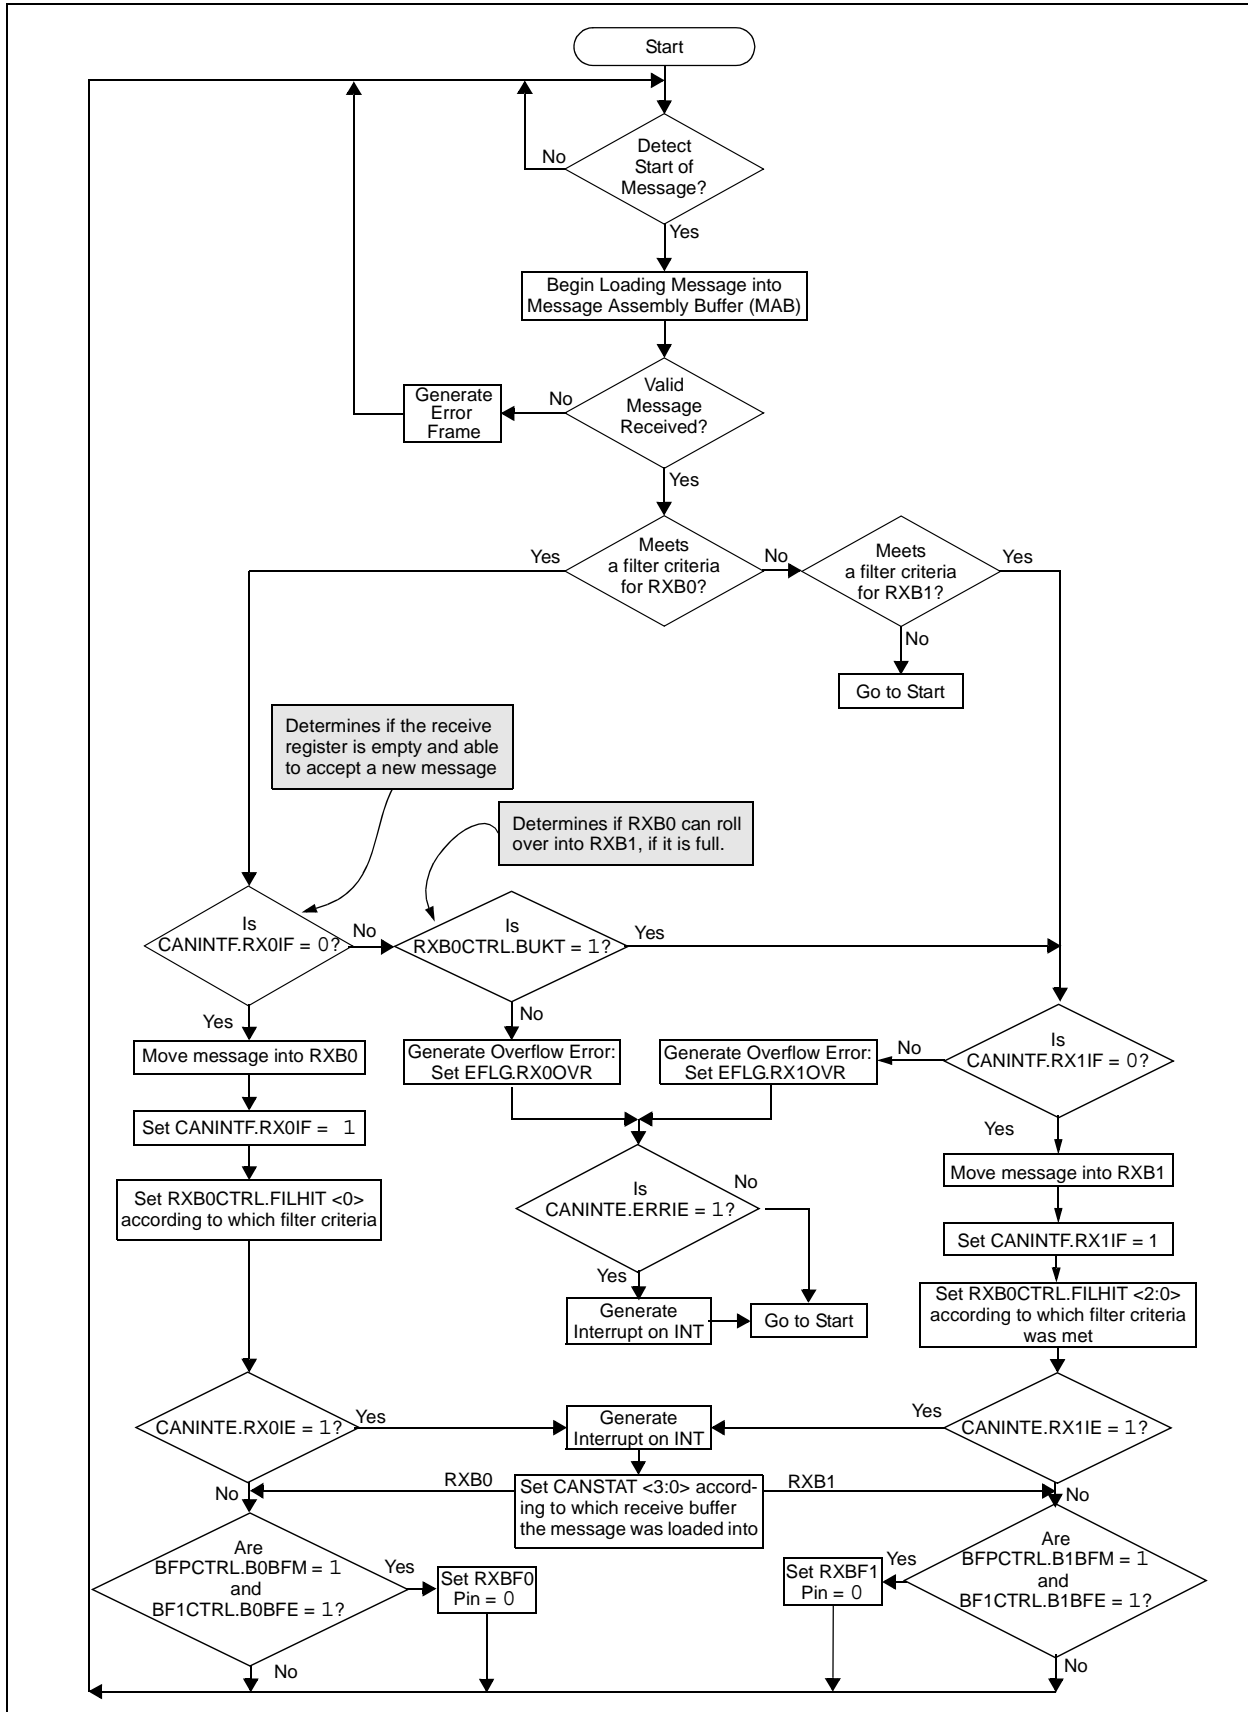 Start
Detect
Start of
Message?
No
Yes
Begin Loading Message into
Message Assembly Buffer (MAB)
Valid
Message
Received?
No
Generate
Error
Frame
Yes
Meets
a filter criteria
for RXB0?
Yes
No
Meets
a filter criteria
for RXB1?
Yes
No
Go to Start
Determines if the receive
register is empty and able
to accept a new message
Determines if RXB0 can roll
over into RXB1, if it is full.
Is
CANINTF.RX0IF = 0?
No
Is
RXB0CTRL.BUKT = 1?
Yes
Yes
No
Move message into RXB0
Generate Overflow Error:
Set EFLG.RX0OVR
Generate Overflow Error:
Set EFLG.RX1OVR
No
Is
CANINTF.RX1IF = 0?
Set CANINTF.RX0IF = 1
Yes
Set RXB0CTRL.FILHIT <0>
according to which filter criteria
Is
CANINTE.ERRIE = 1?
No
Move message into RXB1
Set CANINTF.RX1IF = 1
Yes
Generate
Interrupt on INT
Go to Start
Set RXB0CTRL.FILHIT <2:0>
according to which filter criteria
was met
CANINTE.RX0IE = 1?
Yes
Generate
Interrupt on INT
Yes
CANINTE.RX1IE = 1?
RXB0
Set CANSTAT <3:0> accord-
ing to which receive buffer
the message was loaded into
RXB1
No
No
Are
BFPCTRL.B0BFM = 1
and
BF1CTRL.B0BFE = 1?
Yes
Set RXBF0
Pin = 0
Set RXBF1
Pin = 0
Yes
Are
BFPCTRL.B1BFM = 1
and
BF1CTRL.B1BFE = 1?
No
No